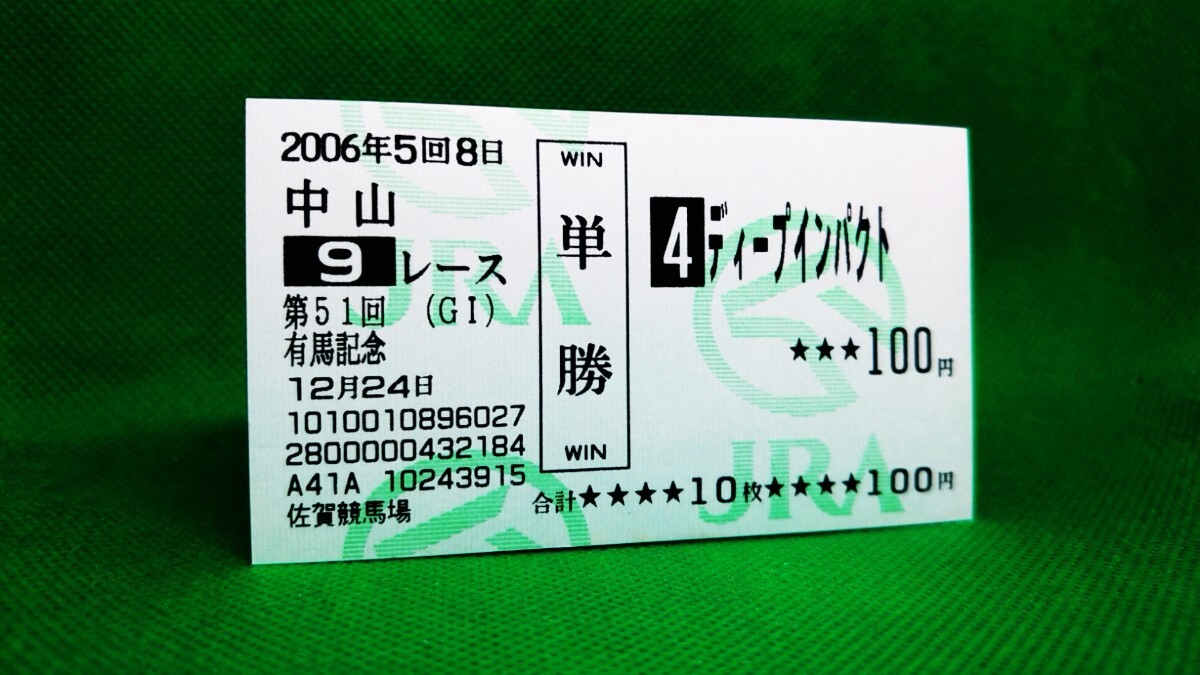 2006年5回8日
中山
9レース
第51回 (GI)
有馬記念
12月24日
1010010896027
2800000432184
A41A 10243915
佐賀競馬場
WIN
単勝
WIN
4 ディープインパクト
★★★100円
合計★★★★10枚★★★★100円
JRA
JRA